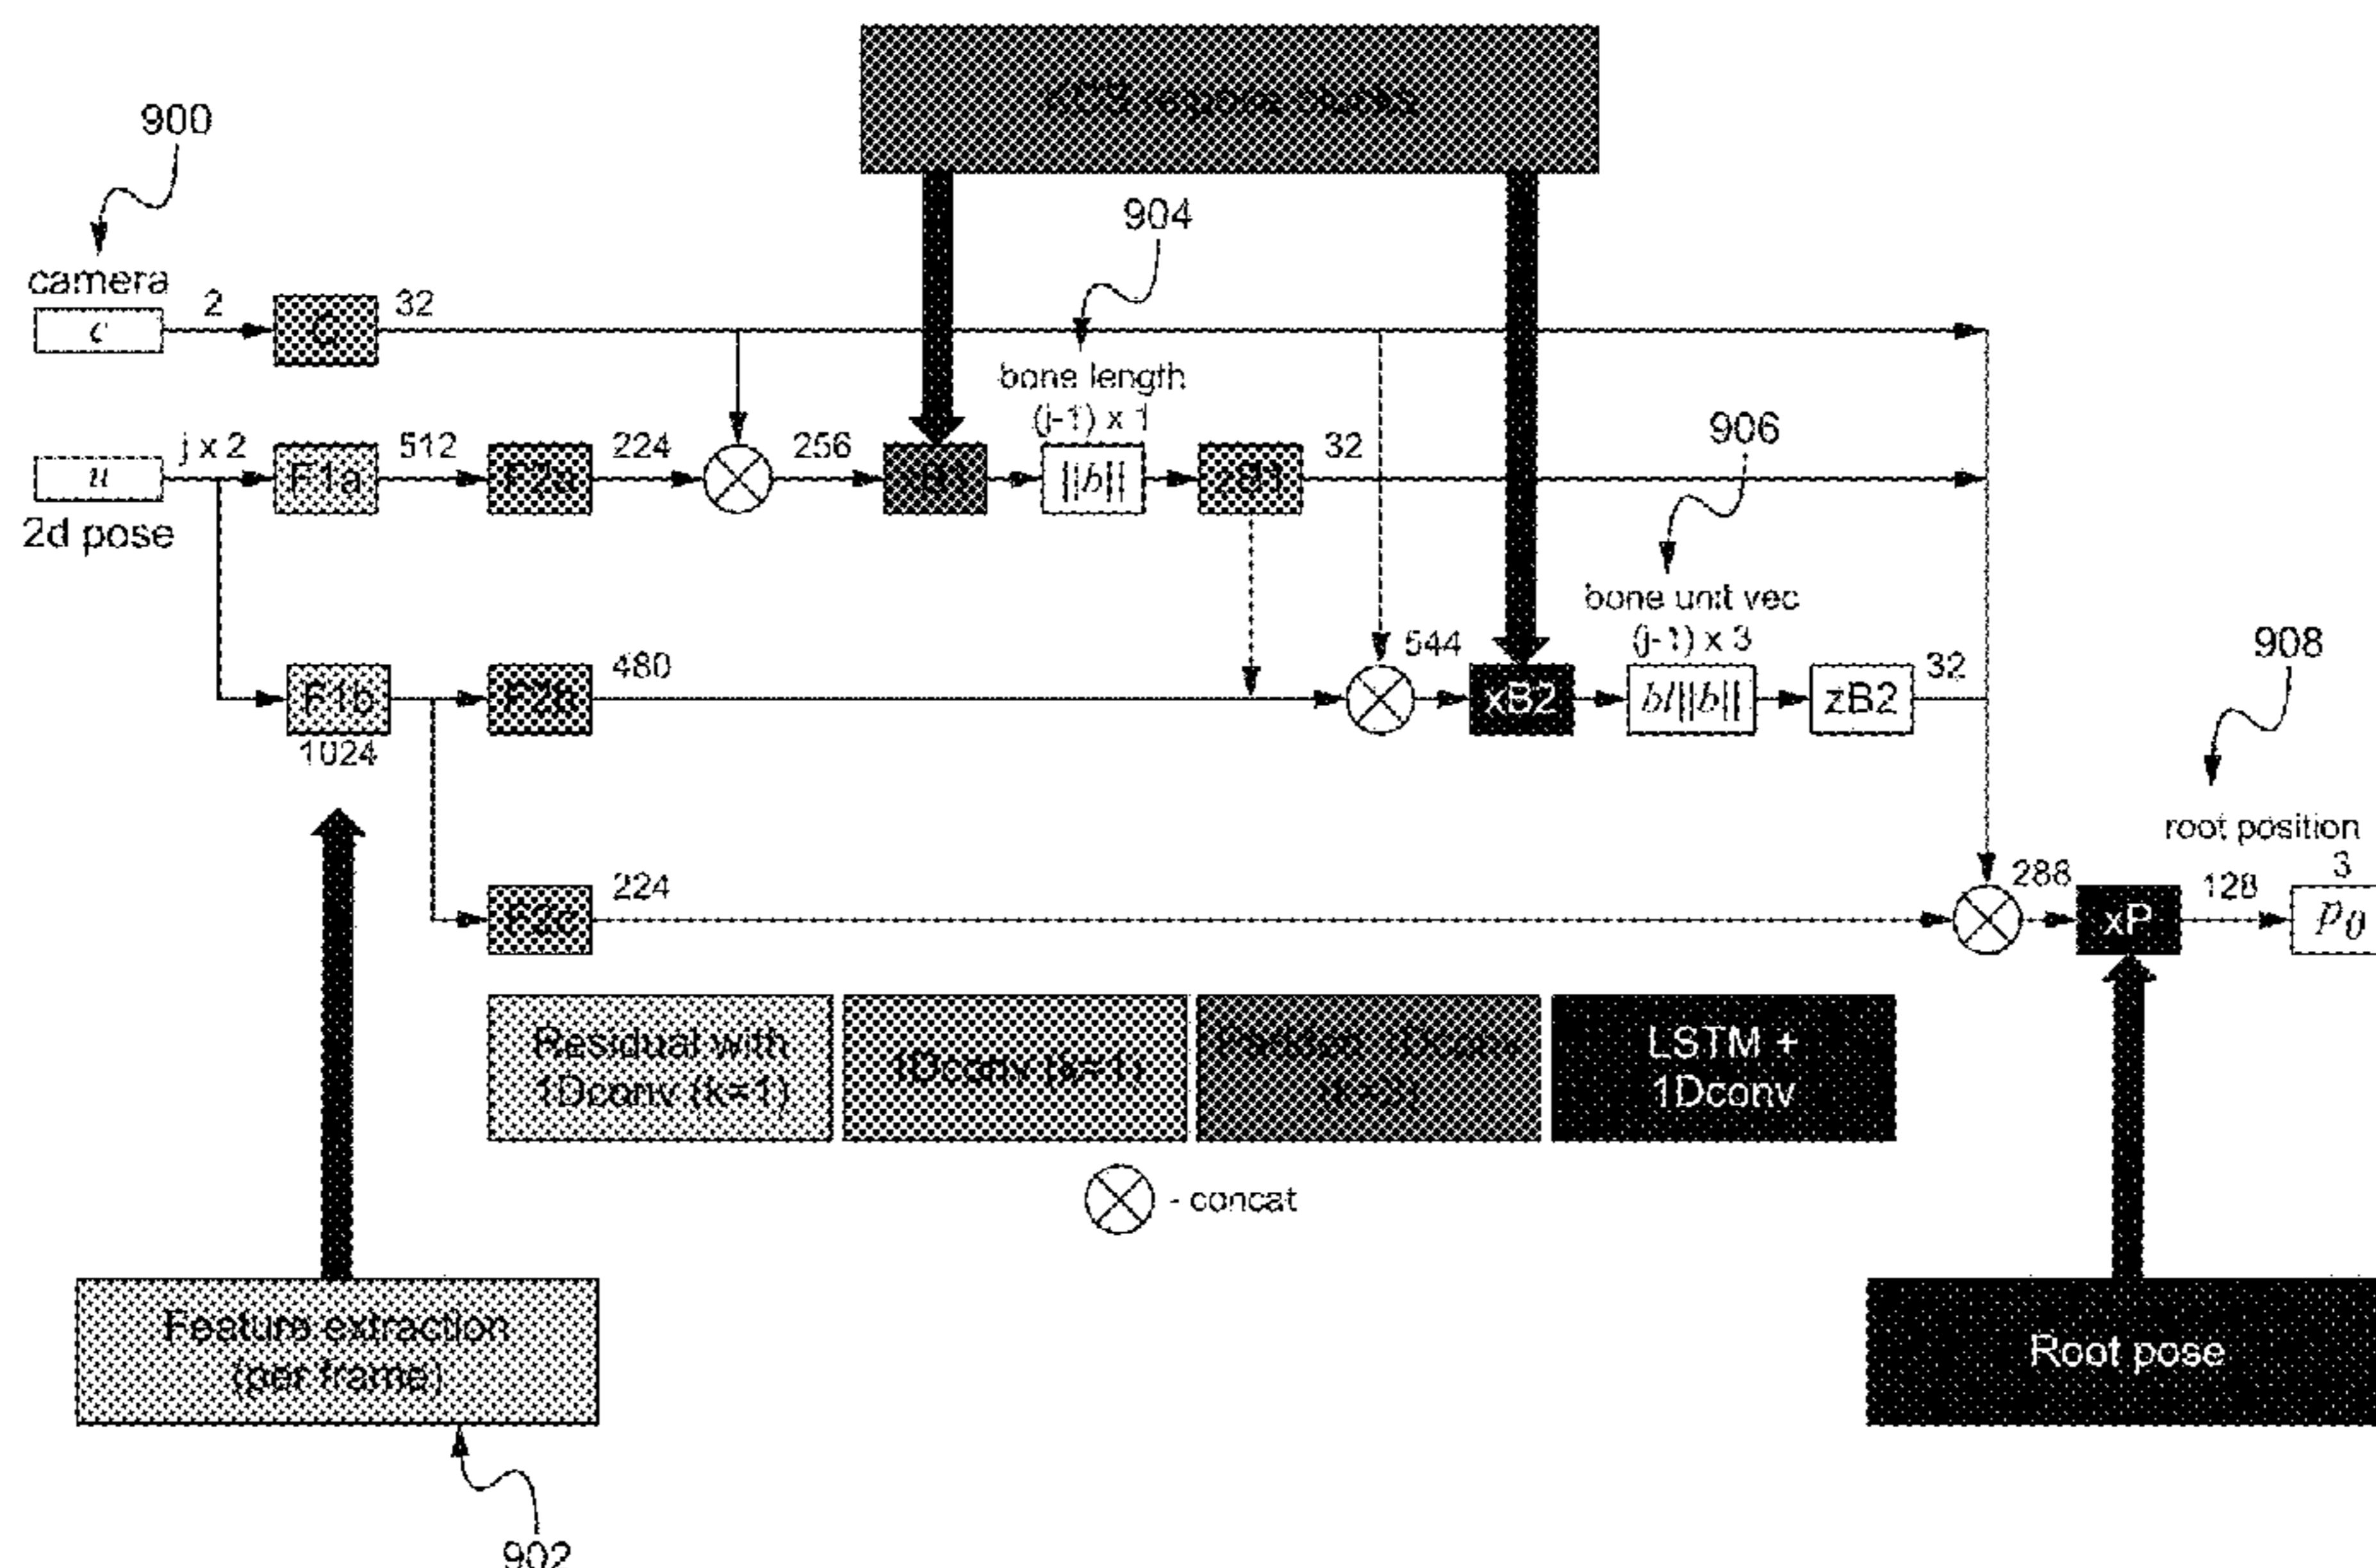 900
904
camera
2
32
c
C
bone length
(j-1) x 1
906
j x 2
512
224
256
32
u
F1a
F2a
||b||
zB1
2d pose
bone unit vec
(j-1) x 3
908
480
544
32
F1b
F2b
xB2
b/||b||
zB2
1024
root position
224
288
128
3
F2c
xP
p0
Residual with
1Dconv (k=1)
1Dconv (k=1)
LSTM +
1Dconv
- concat
Feature extraction
(per frame)
Root pose
902